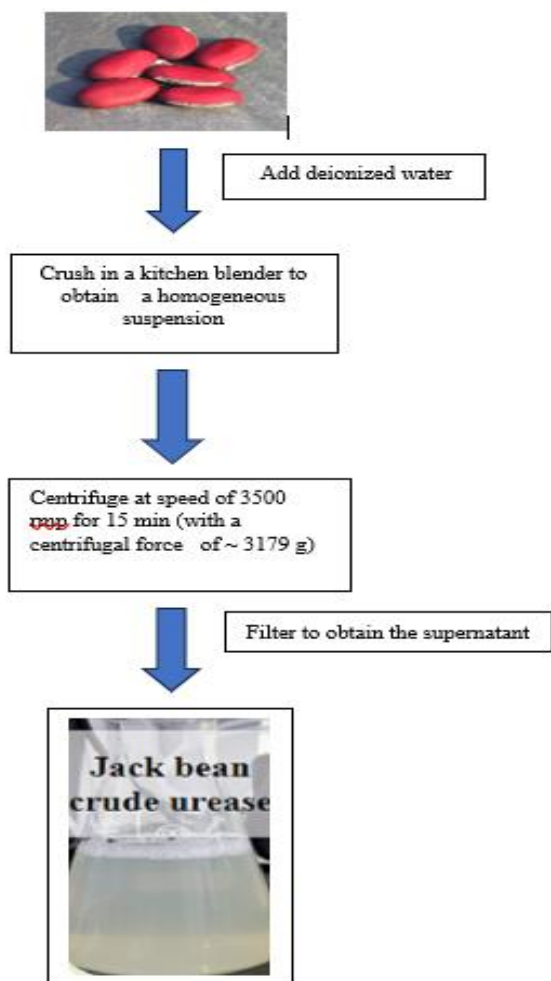 Add deionized water
Crush in a kitchen blender to
obtain a homogeneous
suspension
Centrifuge at speed of 3500
rmp for 15 min (with a
centrifugal force of ~ 3179 g)
Filter to obtain the supernatant
Jack bean
crude urease